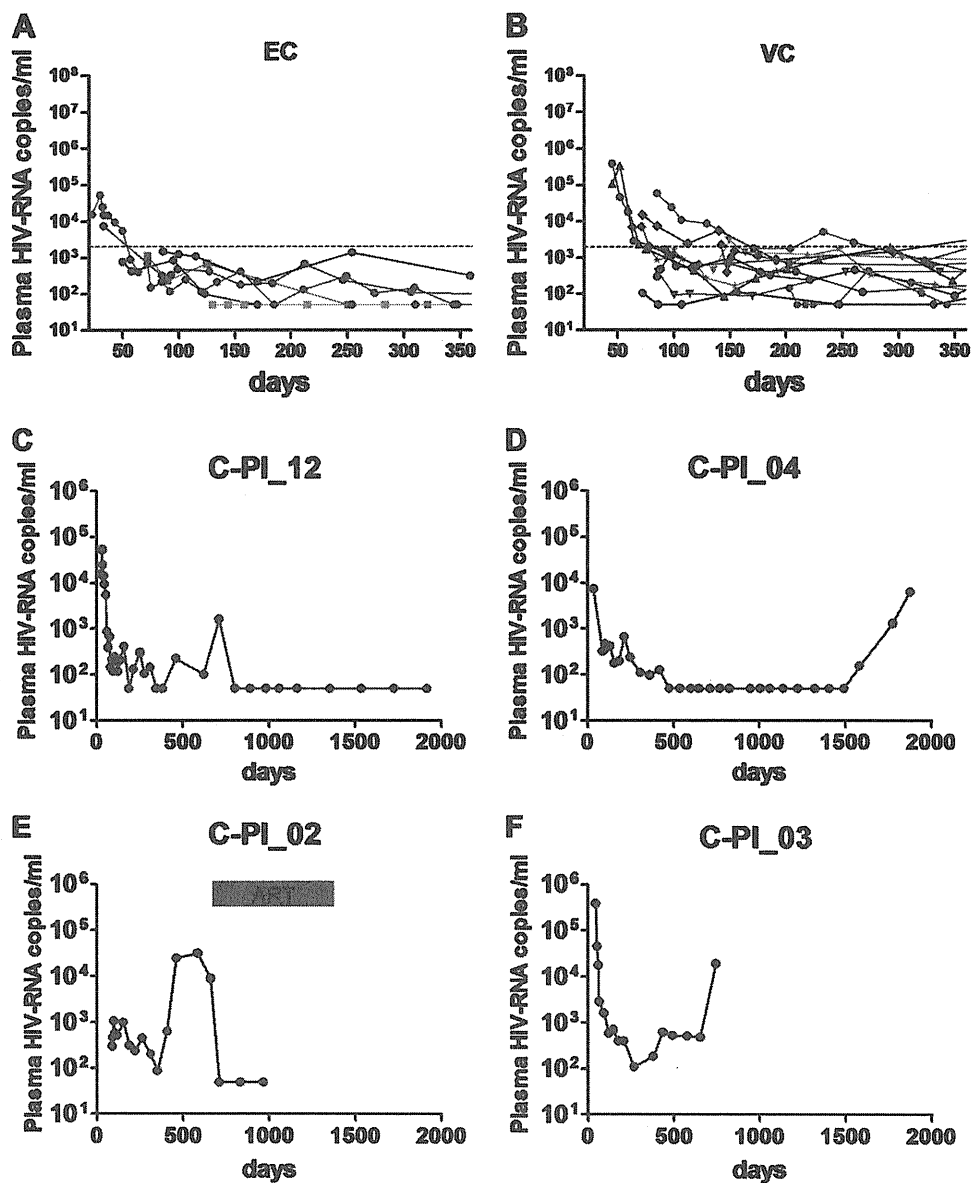 A
EC
Plasma HIV-RNA copies/ml
10⁸
10⁷
10⁶
10⁵
10⁴
10³
10²
10¹
50 100 150 200 250 300 350
days
B
VC
Plasma HIV-RNA copies/ml
10⁸
10⁷
10⁶
10⁵
10⁴
10³
10²
10¹
50 100 150 200 250 300 350
days
C
C-PI_12
Plasma HIV-RNA copies/ml
10⁶
10⁵
10⁴
10³
10²
10¹
0 500 1000 1500 2000
days
D
C-PI_04
Plasma HIV-RNA copies/ml
10⁶
10⁵
10⁴
10³
10²
10¹
0 500 1000 1500 2000
days
E
C-PI_02
Plasma HIV-RNA copies/ml
ART
10⁶
10⁵
10⁴
10³
10²
10¹
0 500 1000 1500 2000
days
F
C-PI_03
Plasma HIV-RNA copies/ml
10⁶
10⁵
10⁴
10³
10²
10¹
0 500 1000 1500 2000
days